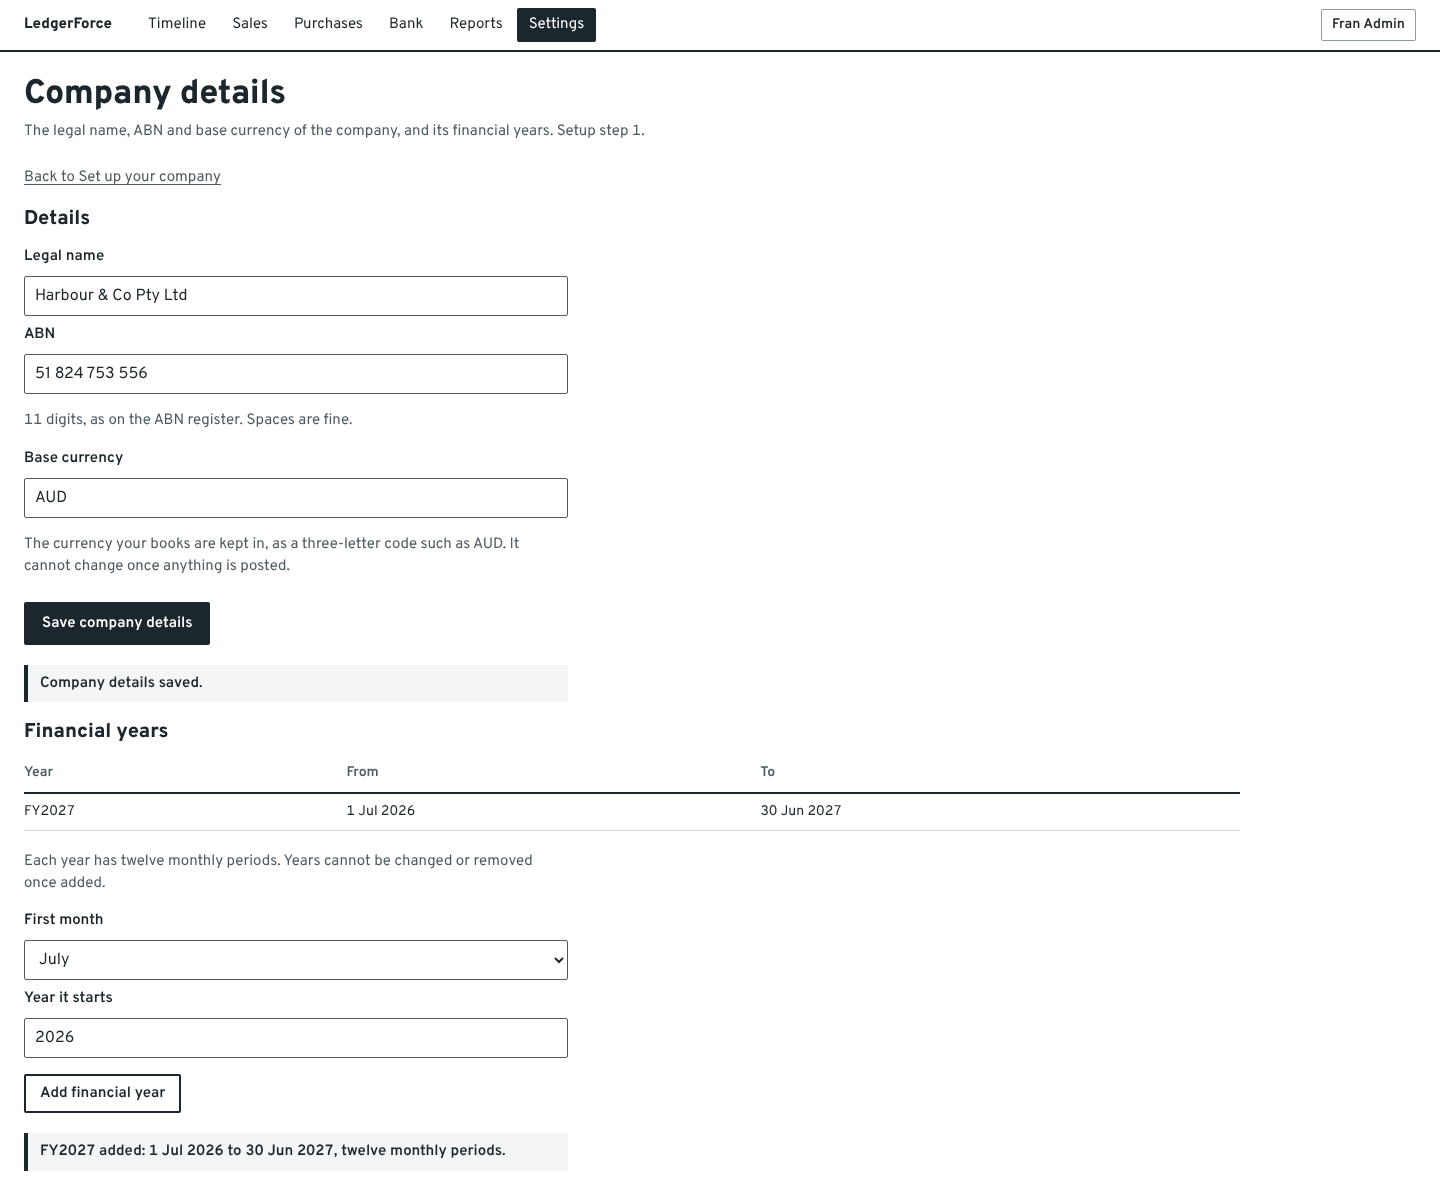 LedgerForce Timeline Sales Purchases Bank Reports Settings Fran Admin
Company details
The legal name, ABN and base currency of the company, and its financial years. Setup step 1.
Back to Set up your company
Details
Legal name
Harbour & Co Pty Ltd
ABN
51 824 753 556
11 digits, as on the ABN register. Spaces are fine.
Base currency
AUD
The currency your books are kept in, as a three-letter code such as AUD. It
cannot change once anything is posted.
Save company details
Company details saved.
Financial years
Year From To
FY2027 1 Jul 2026 30 Jun 2027
Each year has twelve monthly periods. Years cannot be changed or removed
once added.
First month
July
Year it starts
2026
Add financial year
FY2027 added: 1 Jul 2026 to 30 Jun 2027, twelve monthly periods.